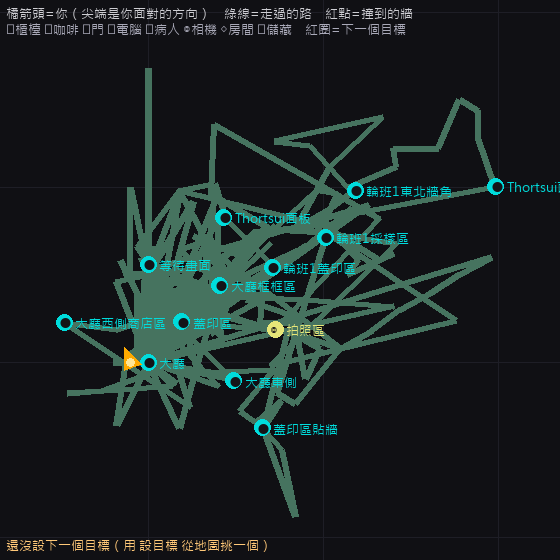 橘箭頭=你（尖端是你面對的方向） 綠線=走過的路 紅點=撞到的牆
櫃檯 咖啡 門 電腦 病人 相機 房間 儲藏 紅圈=下一個目標
輪班1車北牆角
Thortsui
Thortsui面板
輪班1採樣區
等待畫面
輪班1蓋印區
大廳框框區
大廳西側商店區
蓋印區
拍照區
大廳
大廳東側
蓋印區貼牆
還沒設下一個目標（用 設目標 從地圖挑一個）